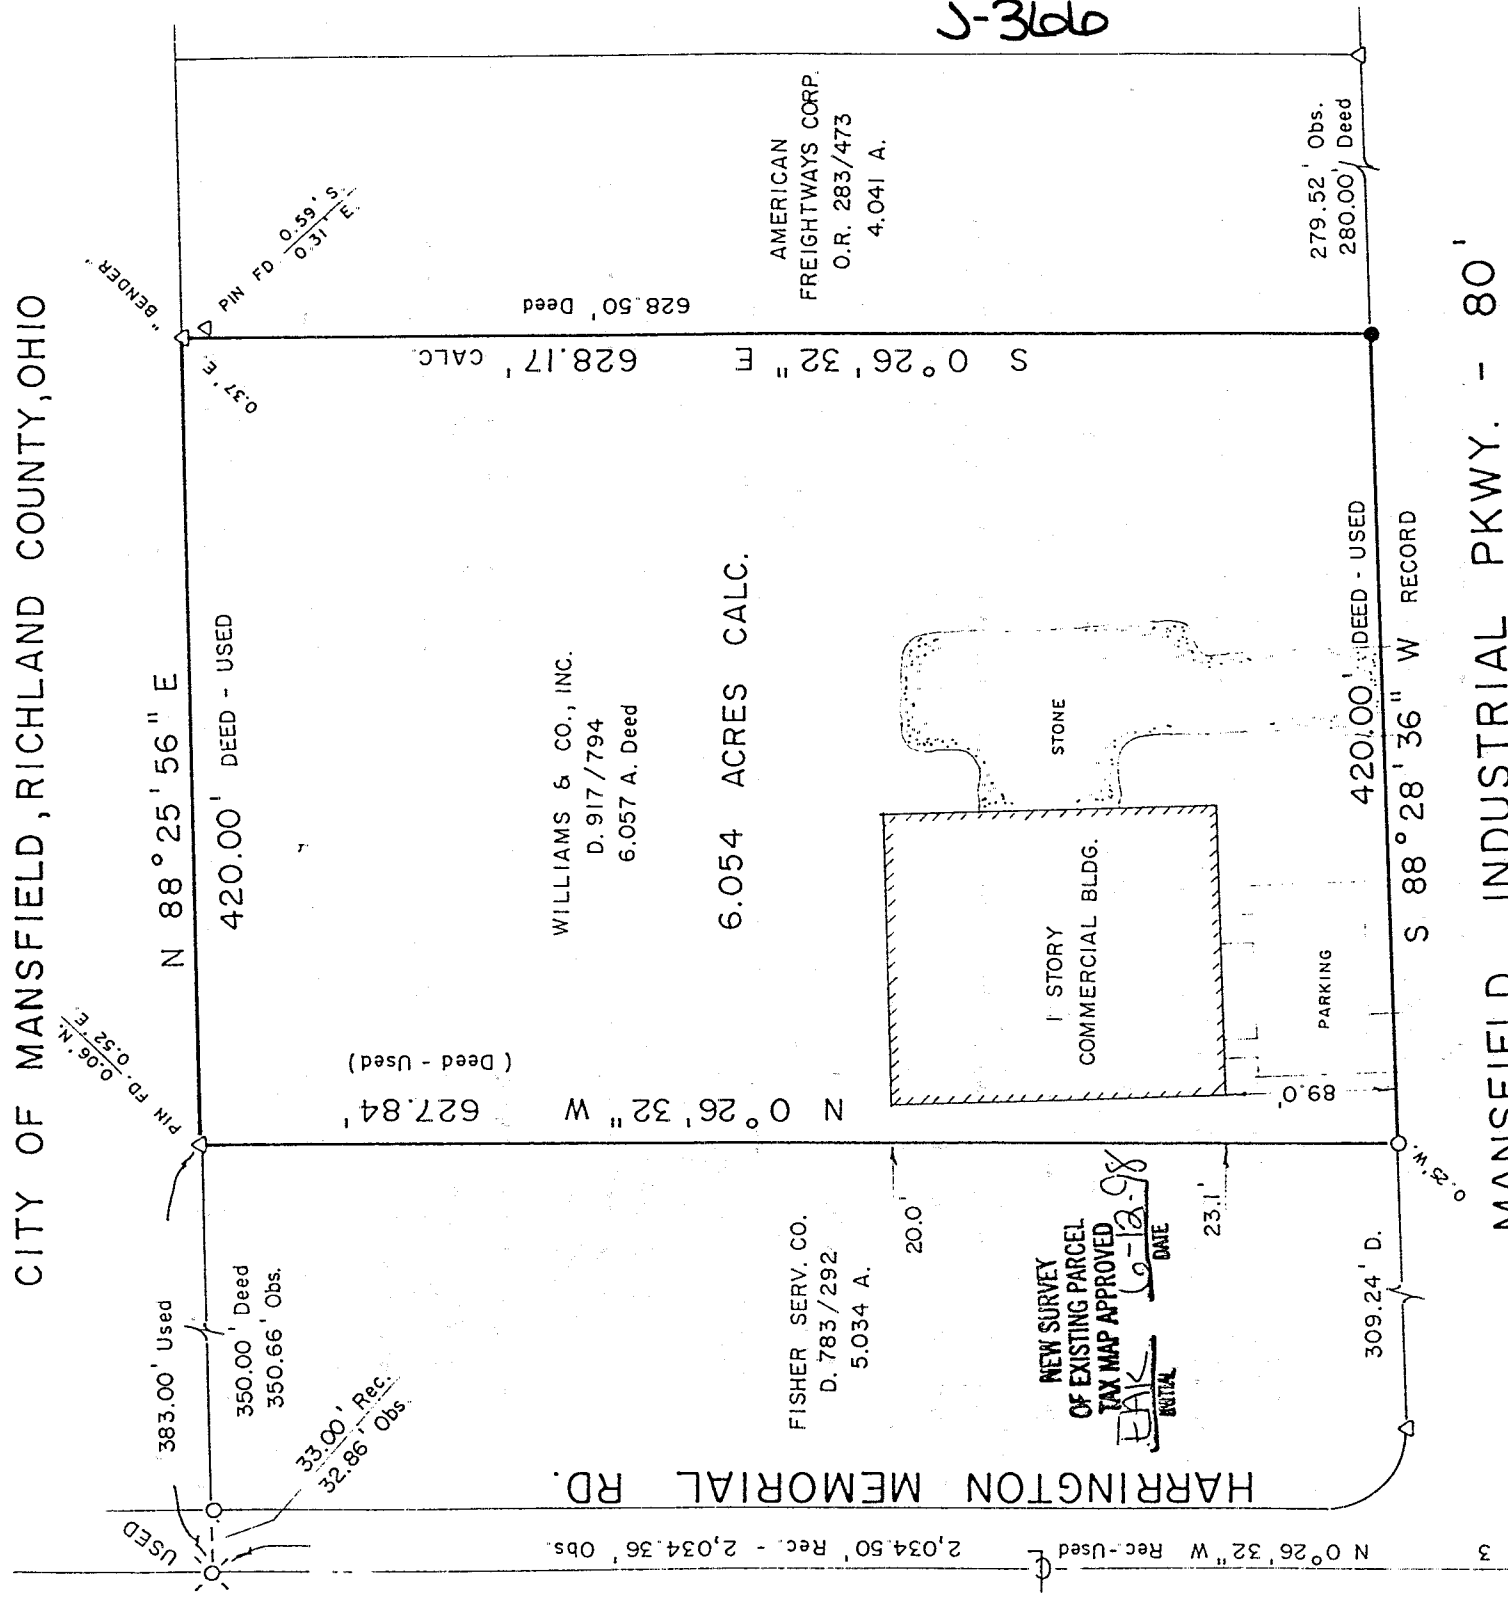 J-366
CITY OF MANSFIELD, RICHLAND COUNTY, OHIO
"BENDER"
PIN FD 0.59' S.
0.31' E.
0.37' E
628.50' Deed
S 0°26'32" E 628.17' CALC.
AMERICAN
FREIGHTWAYS CORP.
O.R. 283/473
4.041 A.
279.52' Obs.
280.00' Deed
N 88°25'56" E
420.00' DEED - USED
WILLIAMS & CO., INC.
D. 917/794
6.057 A. Deed
6.054 ACRES CALC.
STONE
1 STORY
COMMERCIAL BLDG.
PARKING
89.0'
420.00' DEED - USED
S 88°28'36" W RECORD
MANSFIELD INDUSTRIAL PKWY. - 80'
PIN FD. 0.06' N.
0.52' E.
N 0°26'32" W 627.84'
(Deed - Used)
20.0'
23.1'
0.25' W.
383.00' Used
350.00' Deed
350.66' Obs.
33.00' Rec.
32.86' Obs.
USED
FISHER SERV. CO.
D. 783/292
5.034 A.
NEW SURVEY
OF EXISTING PARCEL
TAX MAP APPROVED
EAK 6-12-98
INITIAL DATE
309.24' D.
HARRINGTON MEMORIAL RD.
N 0°26'32" W Rec.-Used
2,034.50' Rec. - 2,034.36' Obs.
3